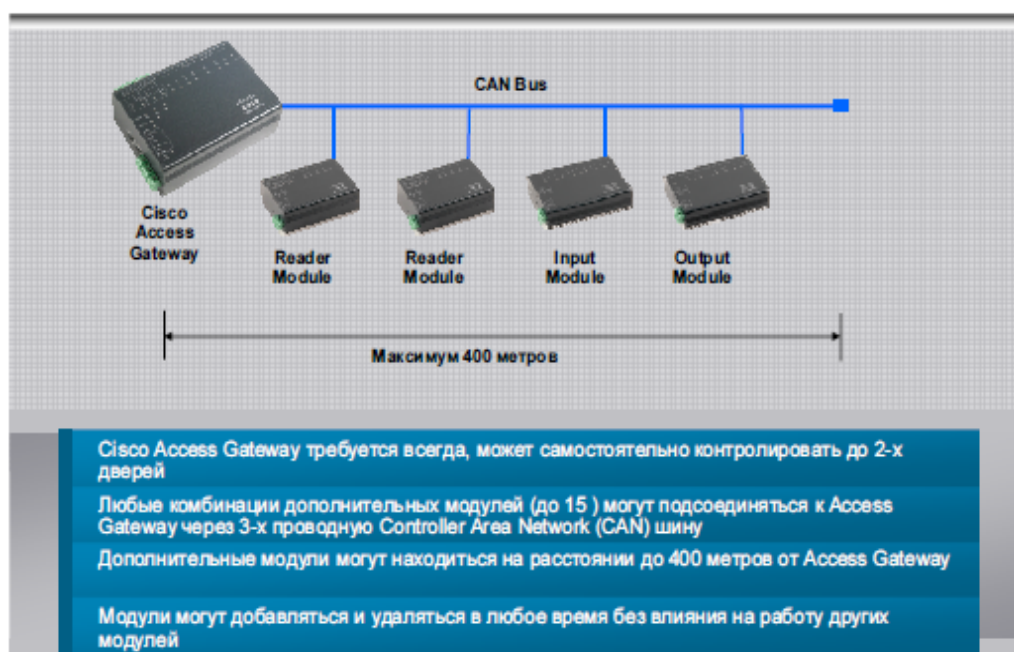 CAN Bus
Cisco
Access
Gateway
Reader
Module
Reader
Module
Input
Module
Output
Module
Максимум 400 метров
Cisco Access Gateway требуется всегда, может самостоятельно контролировать до 2-х
дверей
Любые комбинации дополнительных модулей (до 15 ) могут подсоединяться к Access
Gateway через 3-х проводную Controller Area Network (CAN) шину
Дополнительные модули могут находиться на расстоянии до 400 метров от Access Gateway
Модули могут добавляться и удаляться в любое время без влияния на работу других
модулей